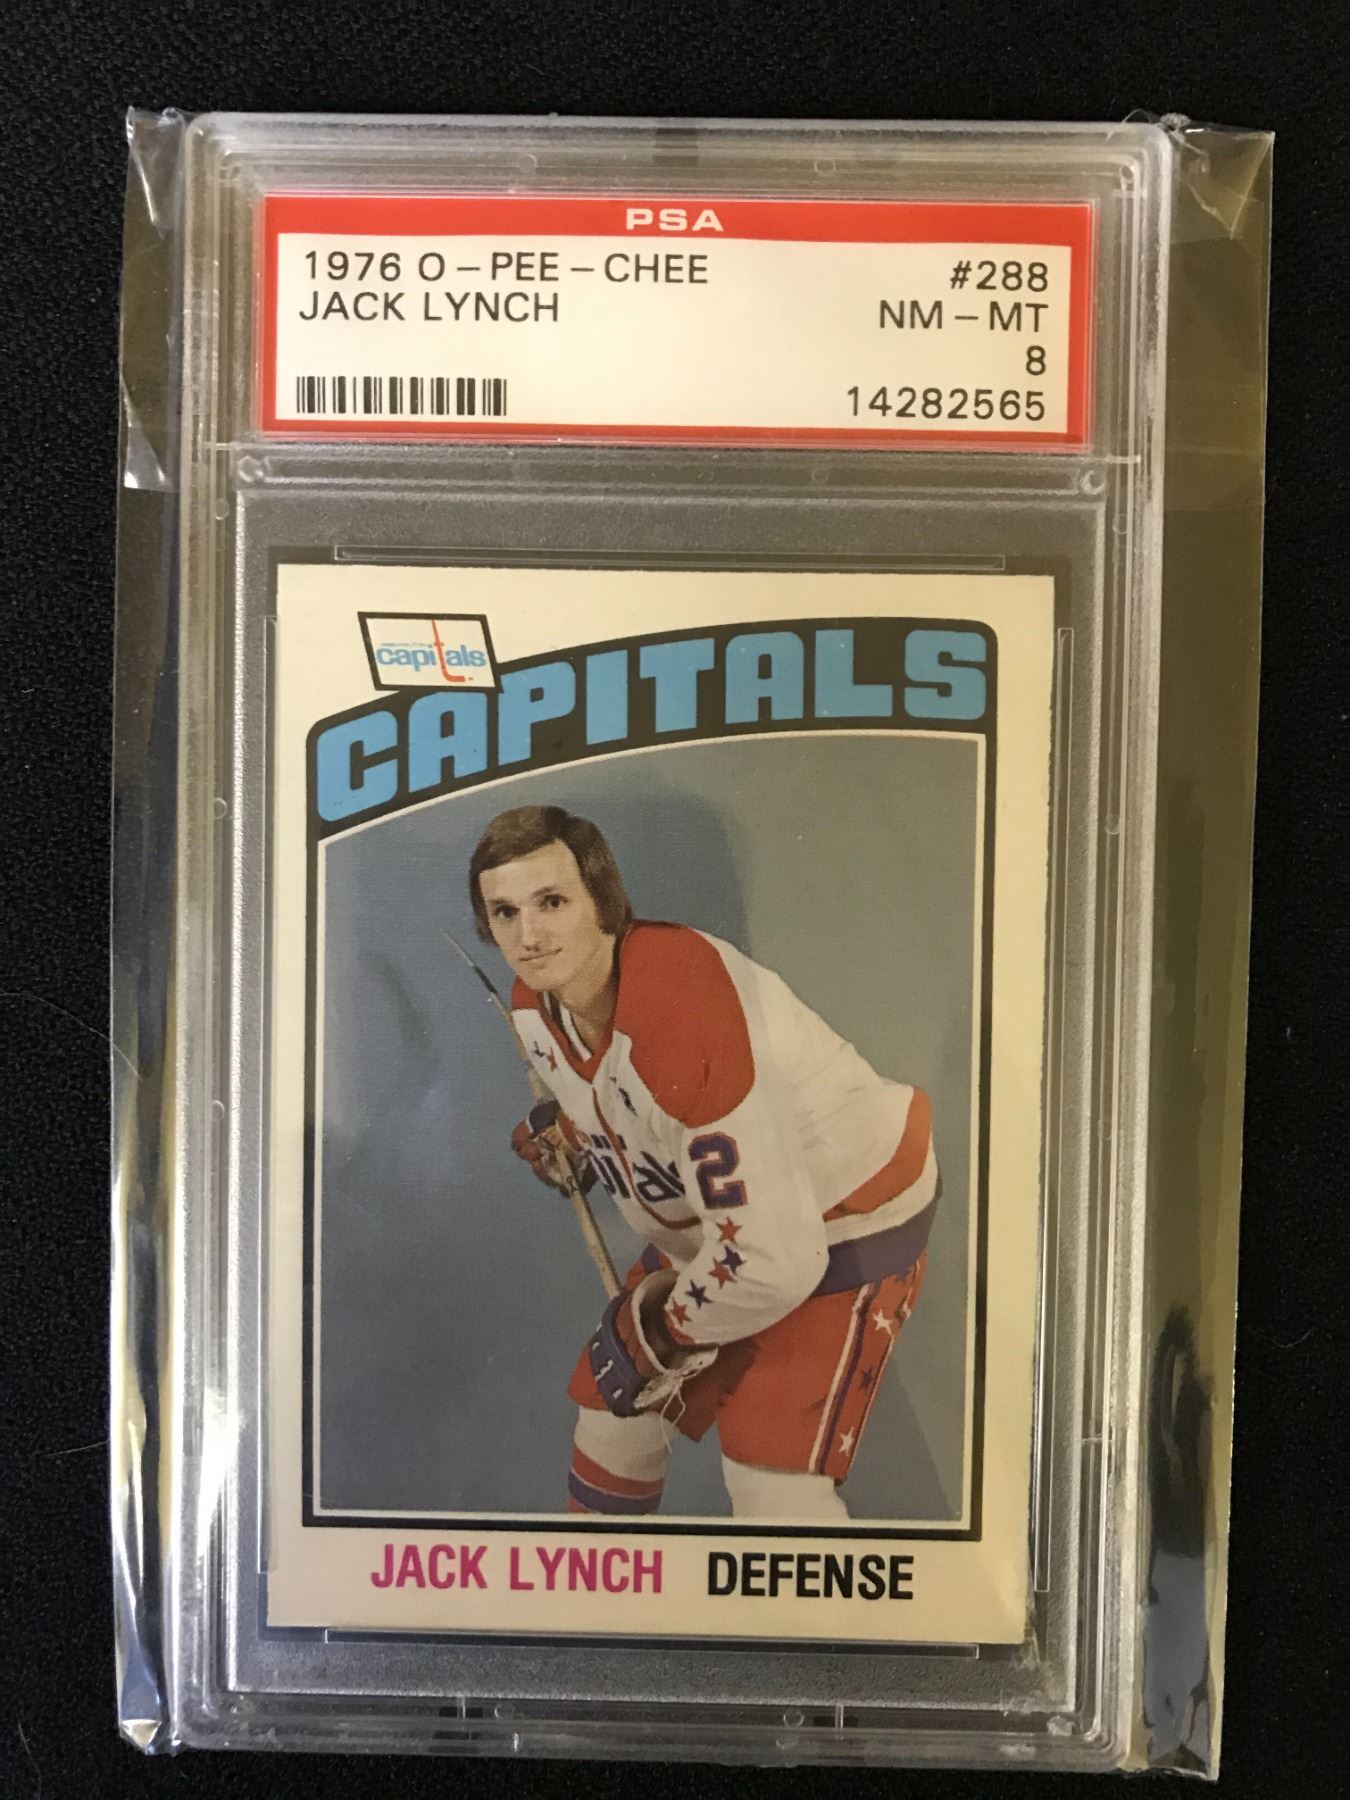 PSA
1976 O-PEE-CHEE #288
JACK LYNCH NM-MT
8
14282565
capitals
CAPITALS
2
JACK LYNCH DEFENSE